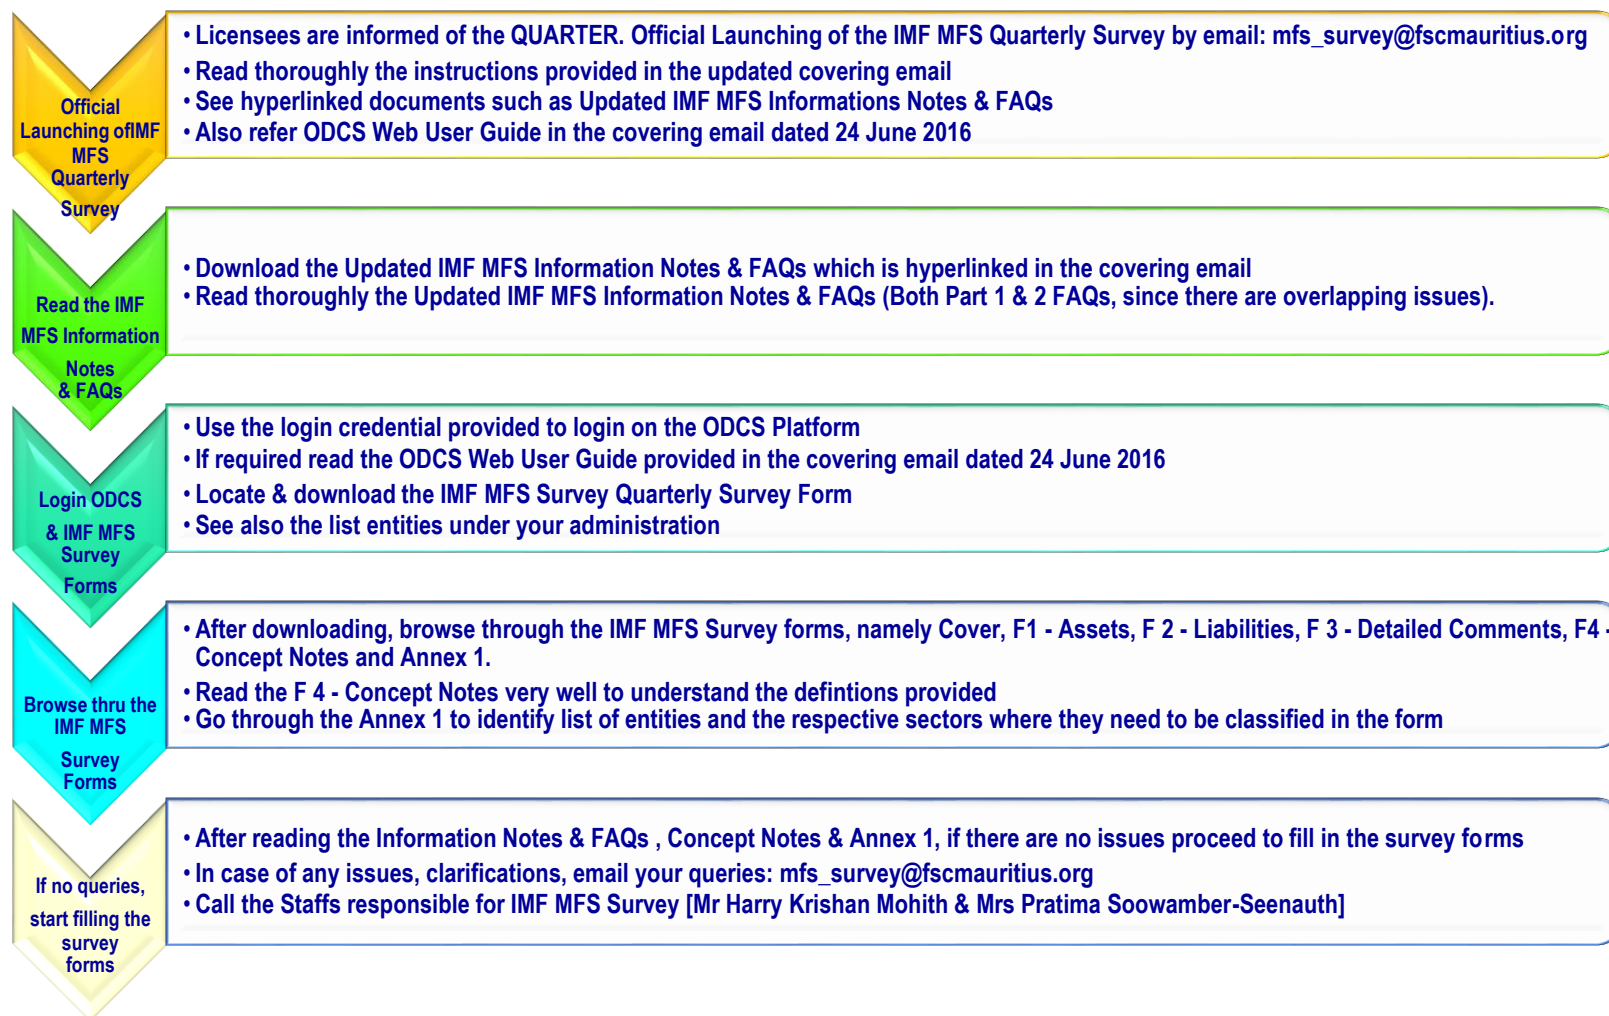 Official
Launching ofIMF
MFS
Quarterly
Survey
• Licensees are informed of the QUARTER. Official Launching of the IMF MFS Quarterly Survey by email: mfs_survey@fscmauritius.org
• Read thoroughly the instructions provided in the updated covering email
• See hyperlinked documents such as Updated IMF MFS Informations Notes & FAQs
• Also refer ODCS Web User Guide in the covering email dated 24 June 2016
Read the IMF
MFS Information
Notes
& FAQs
• Download the Updated IMF MFS Information Notes & FAQs which is hyperlinked in the covering email
• Read thoroughly the Updated IMF MFS Information Notes & FAQs (Both Part 1 & 2 FAQs, since there are overlapping issues).
Login ODCS
& IMF MFS
Survey
Forms
• Use the login credential provided to login on the ODCS Platform
• If required read the ODCS Web User Guide provided in the covering email dated 24 June 2016
• Locate & download the IMF MFS Survey Quarterly Survey Form
• See also the list entities under your administration
Browse thru the
IMF MFS
Survey
Forms
• After downloading, browse through the IMF MFS Survey forms, namely Cover, F1 - Assets, F 2 - Liabilities, F 3 - Detailed Comments, F4 -
Concept Notes and Annex 1.
• Read the F 4 - Concept Notes very well to understand the defintions provided
• Go through the Annex 1 to identify list of entities and the respective sectors where they need to be classified in the form
If no queries,
start filling the
survey
forms
• After reading the Information Notes & FAQs , Concept Notes & Annex 1, if there are no issues proceed to fill in the survey forms
• In case of any issues, clarifications, email your queries: mfs_survey@fscmauritius.org
• Call the Staffs responsible for IMF MFS Survey [Mr Harry Krishan Mohith & Mrs Pratima Soowamber-Seenauth]